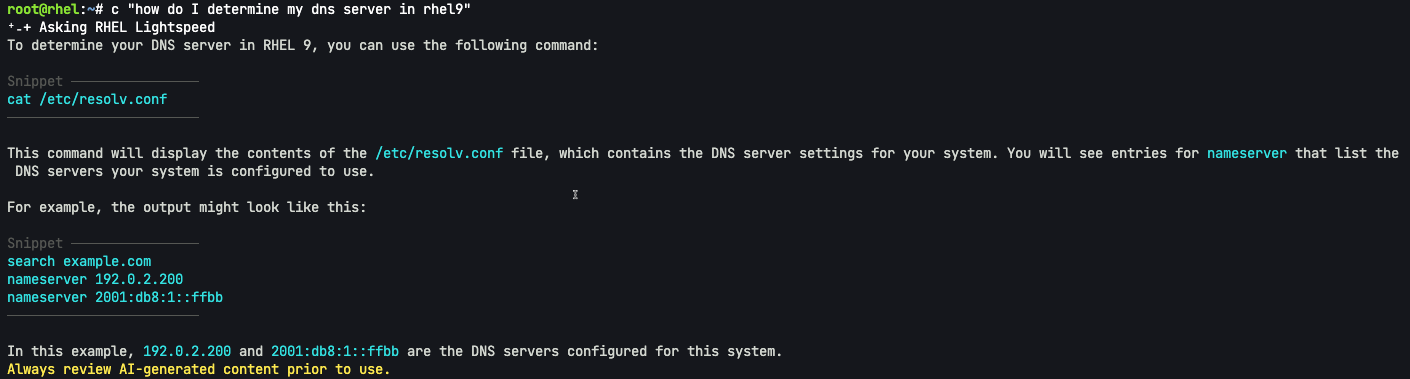 root@rhel:~# c "how do I determine my dns server in rhel9"
⁺₋+ Asking RHEL Lightspeed
To determine your DNS server in RHEL 9, you can use the following command:
Snippet
cat /etc/resolv.conf
This command will display the contents of the /etc/resolv.conf file, which contains the DNS server settings for your system. You will see entries for nameserver that list the
DNS servers your system is configured to use.
For example, the output might look like this:
Snippet
search example.com
nameserver 192.0.2.200
nameserver 2001:db8:1::ffbb
In this example, 192.0.2.200 and 2001:db8:1::ffbb are the DNS servers configured for this system.
Always review AI-generated content prior to use.